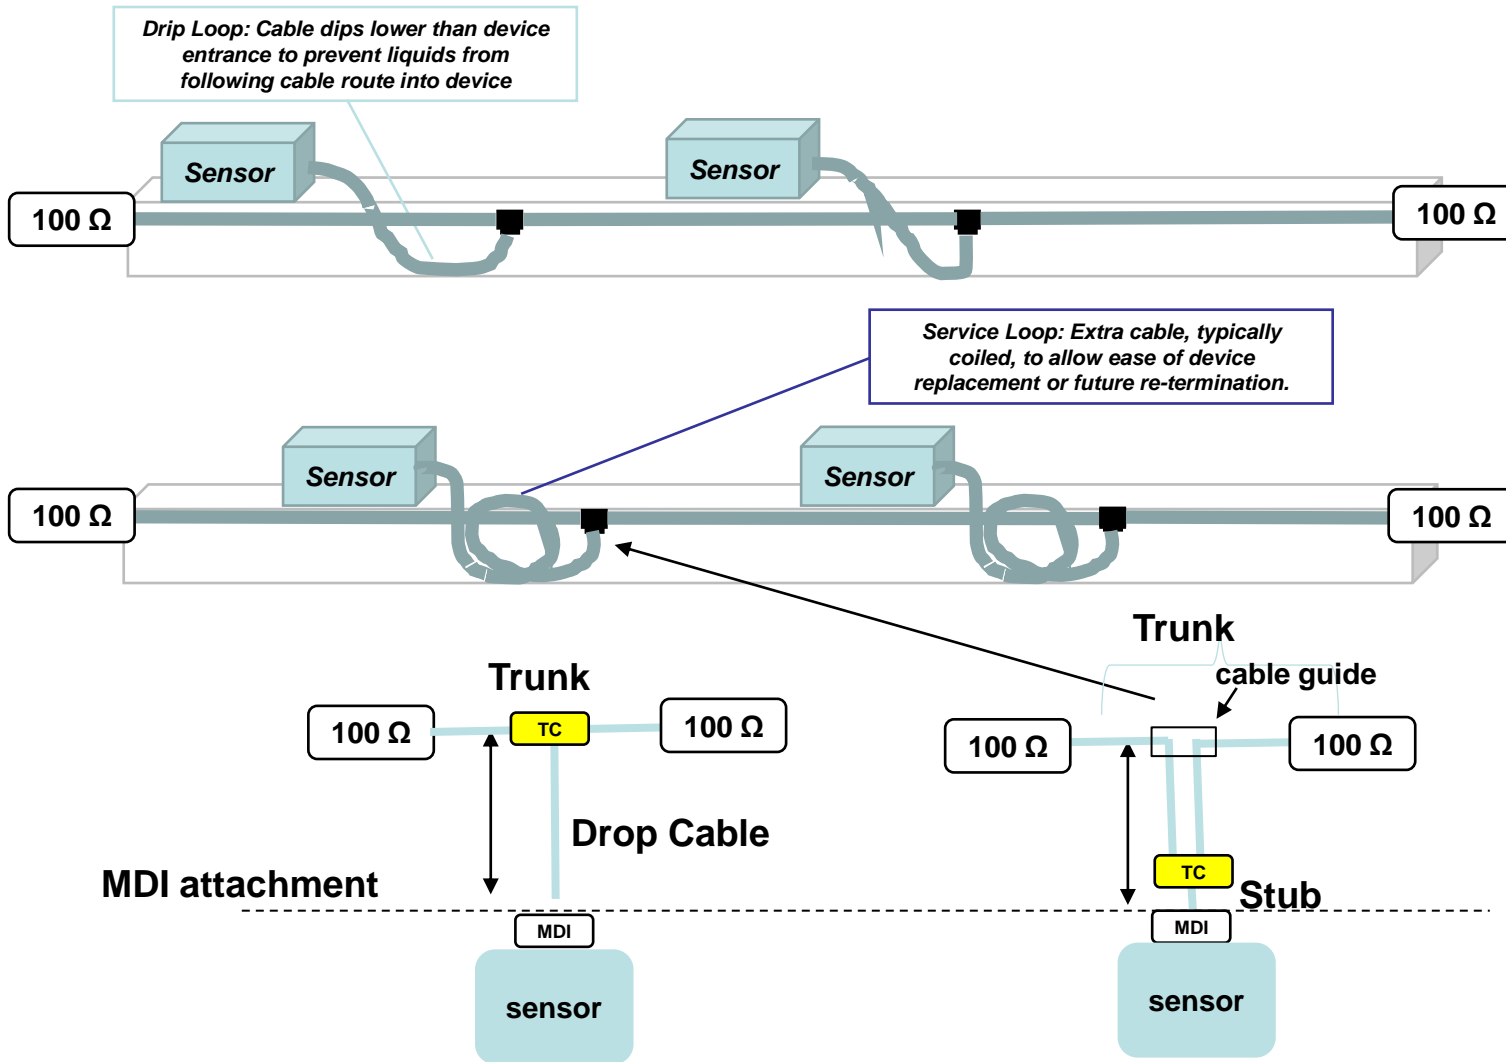 Drip Loop: Cable dips lower than device
entrance to prevent liquids from
following cable route into device
Sensor
Sensor
100 Ω
100 Ω
Service Loop: Extra cable, typically
coiled, to allow ease of device
replacement or future re-termination.
Sensor
Sensor
100 Ω
100 Ω
Trunk
100 Ω
TC
100 Ω
Drop Cable
MDI attachment
MDI
sensor
Trunk
cable guide
100 Ω
100 Ω
TC
Stub
MDI
sensor